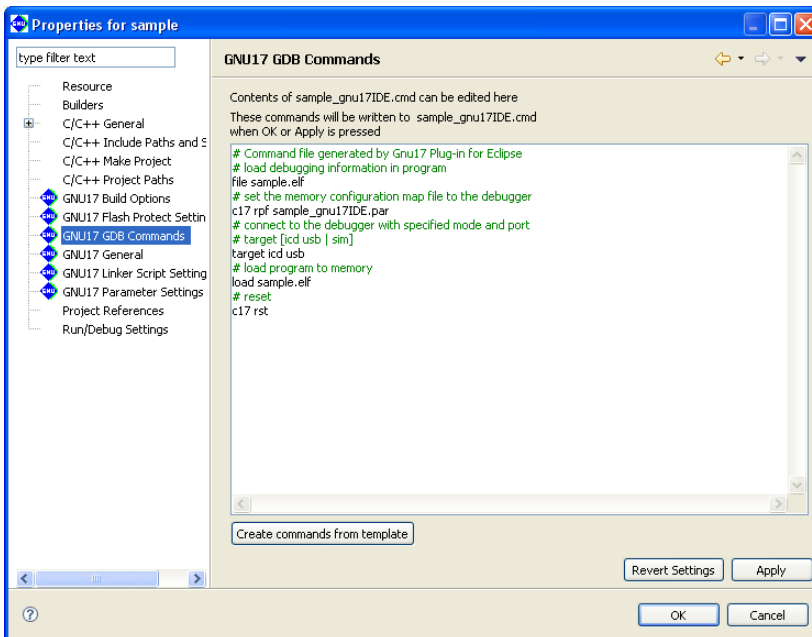 Properties for sample
type filter text
Resource
Builders
C/C++ General
C/C++ Include Paths and S
C/C++ Make Project
C/C++ Project Paths
GNU17 Build Options
GNU17 Flash Protect Settin
GNU17 GDB Commands
GNU17 General
GNU17 Linker Script Setting
GNU17 Parameter Settings
Project References
Run/Debug Settings
GNU17 GDB Commands
Contents of sample_gnu17IDE.cmd can be edited here
These commands will be written to sample_gnu17IDE.cmd
when OK or Apply is pressed
# Command file generated by Gnu17 Plug-in for Eclipse
# load debugging information in program
file sample.elf
# set the memory configuration map file to the debugger
c17 rpf sample_gnu17IDE.par
# connect to the debugger with specified mode and port
# target [icd usb | sim]
target icd usb
# load program to memory
load sample.elf
# reset
c17 rst
Create commands from template
Revert Settings
Apply
OK
Cancel